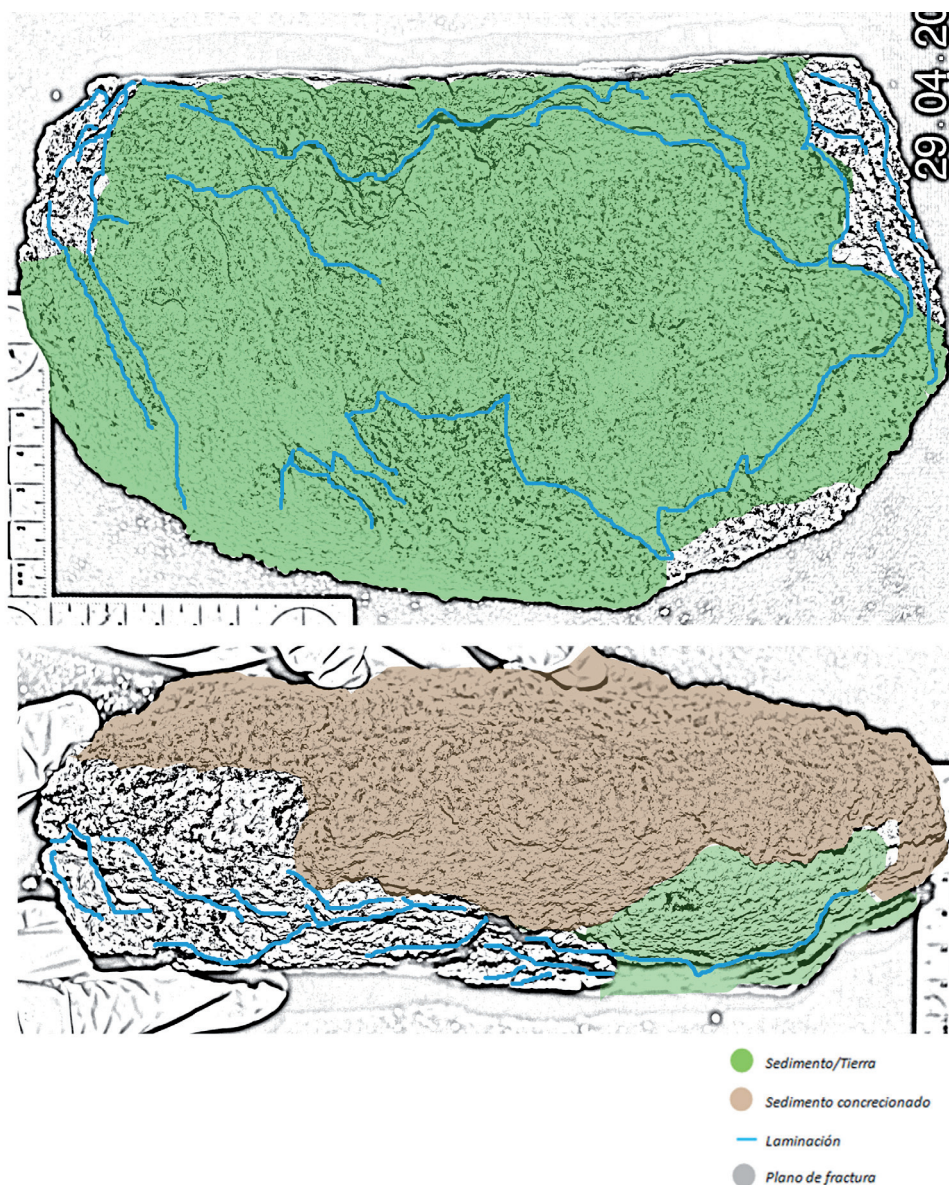 29.04.20
Sedimento/Tierra
Sedimento concrecionado
Laminación
Plano de fractura